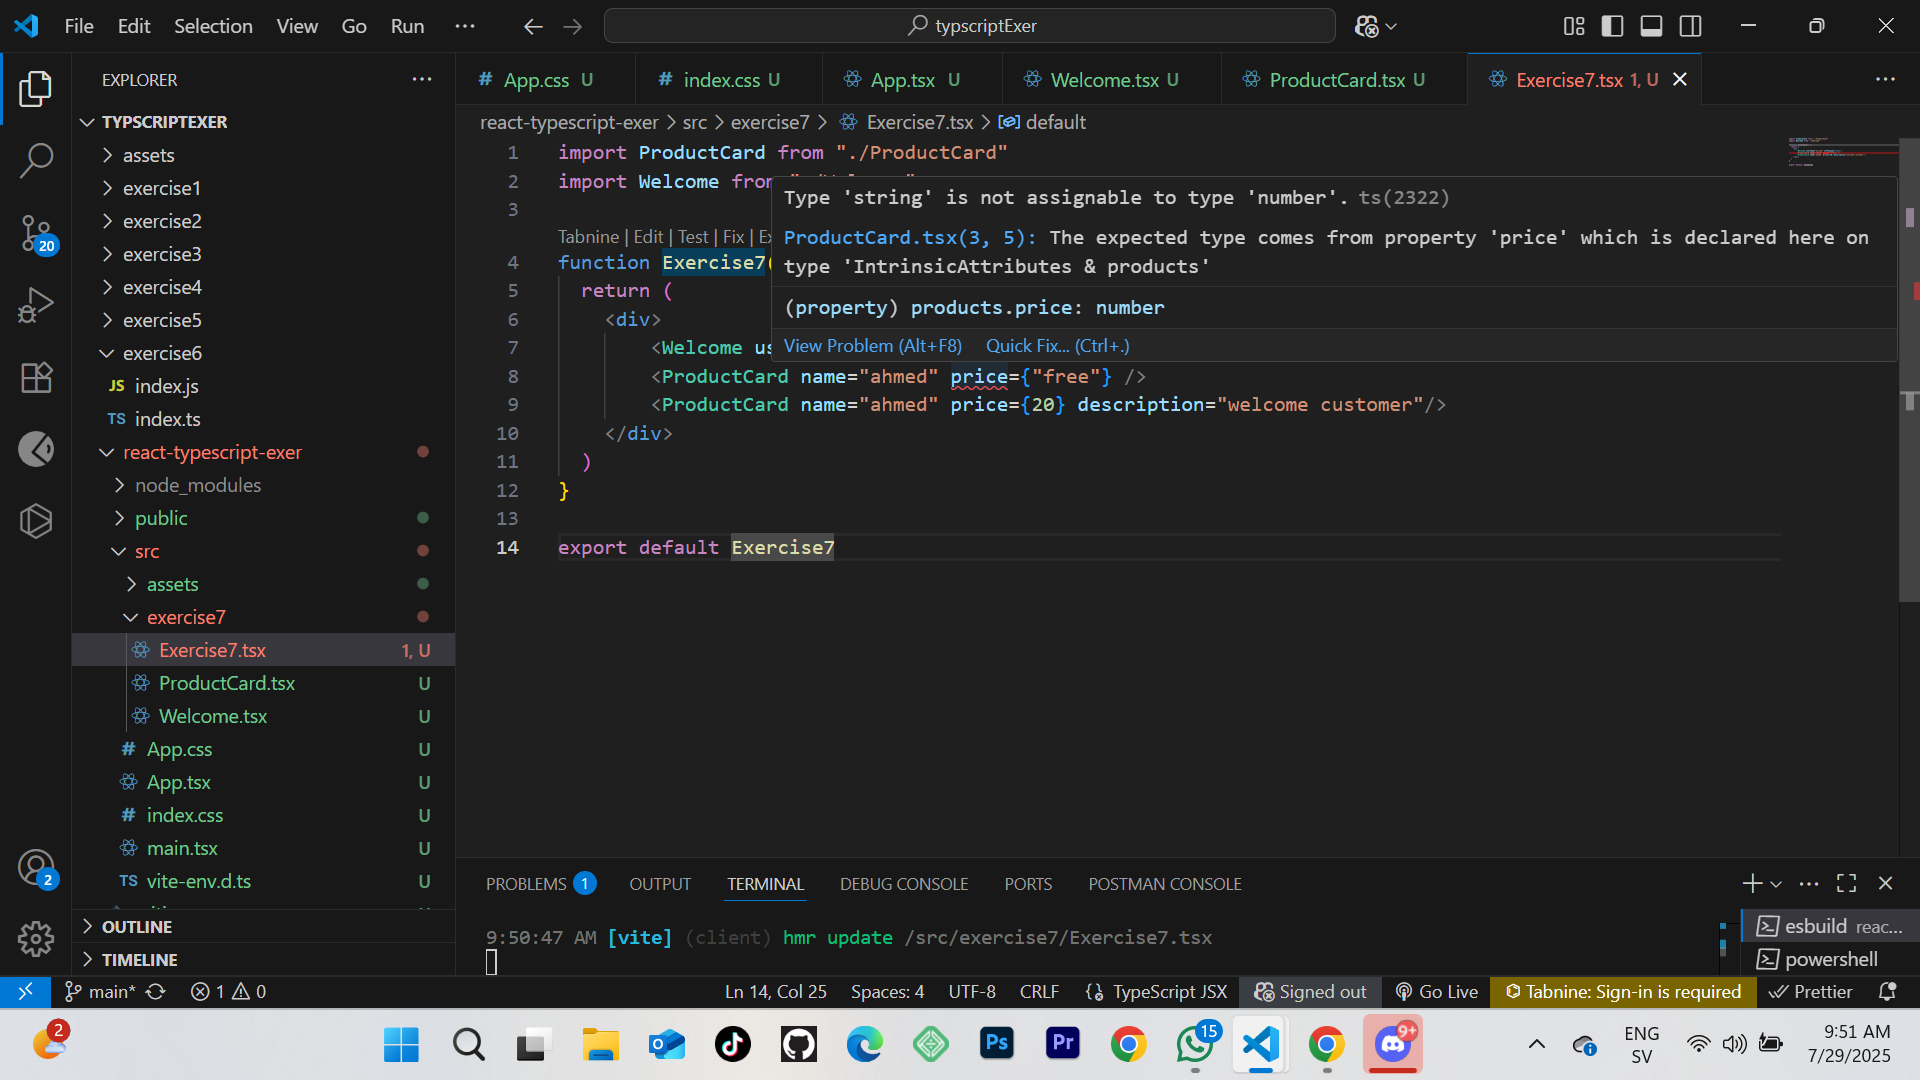 File Edit Selection View Go Run ··· typscriptExer
EXPLORER ···
TYPSCRIPTEXER
assets
exercise1
exercise2
exercise3
exercise4
exercise5
exercise6
JS index.js
TS index.ts
react-typescript-exer
node_modules
public
src
assets
exercise7
Exercise7.tsx 1, U
ProductCard.tsx U
Welcome.tsx U
# App.css U
App.tsx U
# index.css U
main.tsx U
TS vite-env.d.ts U
OUTLINE
TIMELINE
20
2
# App.css U # index.css U App.tsx U Welcome.tsx U ProductCard.tsx U Exercise7.tsx 1, U ···
react-typescript-exer > src > exercise7 > Exercise7.tsx > default
1 import ProductCard from "./ProductCard"
2 import Welcome from
3
Tabnine | Edit | Test | Fix | Ex
4 function Exercise7(
5 return (
6 <div>
7 <Welcome us
8 <ProductCard name="ahmed" price={"free"} />
9 <ProductCard name="ahmed" price={20} description="welcome customer"/>
10 </div>
11 )
12 }
13
14 export default Exercise7
Type 'string' is not assignable to type 'number'. ts(2322)
ProductCard.tsx(3, 5): The expected type comes from property 'price' which is declared here on
type 'IntrinsicAttributes & products'
(property) products.price: number
View Problem (Alt+F8) Quick Fix... (Ctrl+.)
PROBLEMS 1 OUTPUT TERMINAL DEBUG CONSOLE PORTS POSTMAN CONSOLE
9:50:47 AM [vite] (client) hmr update /src/exercise7/Exercise7.tsx
esbuild reac...
powershell
main* 1 0 Ln 14, Col 25 Spaces: 4 UTF-8 CRLF {} TypeScript JSX Signed out Go Live Tabnine: Sign-in is required Prettier
2 Ps Pr 15 9+ ENG 9:51 AM
SV 7/29/2025